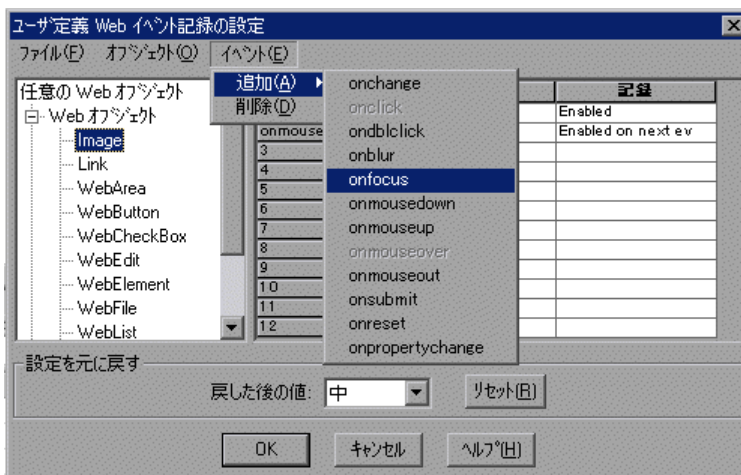 ユーザ定義 Web イベント記録の設定
ファイル(F) オブジェクト(O) イベント(E)
追加(A)
削除(D)
onchange
onclick
ondblclick
onblur
onfocus
onmousedown
onmouseup
onmouseover
onmouseout
onsubmit
onreset
onpropertychange
任意の Web オブジェクト
Web オブジェクト
Image
Link
WebArea
WebButton
WebCheckBox
WebEdit
WebElement
WebFile
WebList
記録
Enabled
onmouse Enabled on next ev
3
4
5
6
7
8
9
10
11
12
設定を元に戻す
戻した後の値: 中 リセット(R)
OK キャンセル ヘルプ(H)